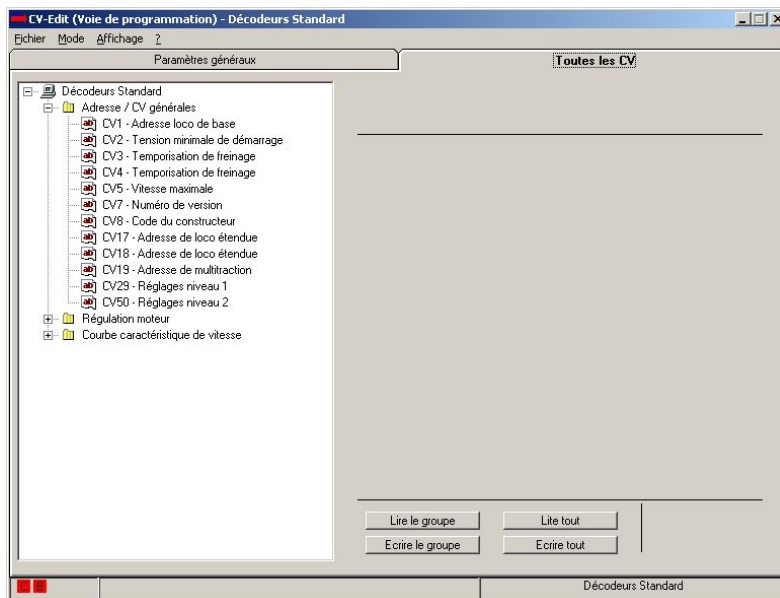 CV-Edit (Voie de programmation) - Décodeurs Standard
Fichier Mode Affichage ?
Paramètres généraux
Toutes les CV
Décodeurs Standard
Adresse / CV générales
CV1 - Adresse loco de base
CV2 - Tension minimale de démarrage
CV3 - Temporisation de freinage
CV4 - Temporisation de freinage
CV5 - Vitesse maximale
CV7 - Numéro de version
CV8 - Code du constructeur
CV17 - Adresse de loco étendue
CV18 - Adresse de loco étendue
CV19 - Adresse de multitraction
CV29 - Réglages niveau 1
CV50 - Réglages niveau 2
Régulation moteur
Courbe caractéristique de vitesse
Lire le groupe
Lite tout
Ecrire le groupe
Ecrire tout
C B
Décodeurs Standard